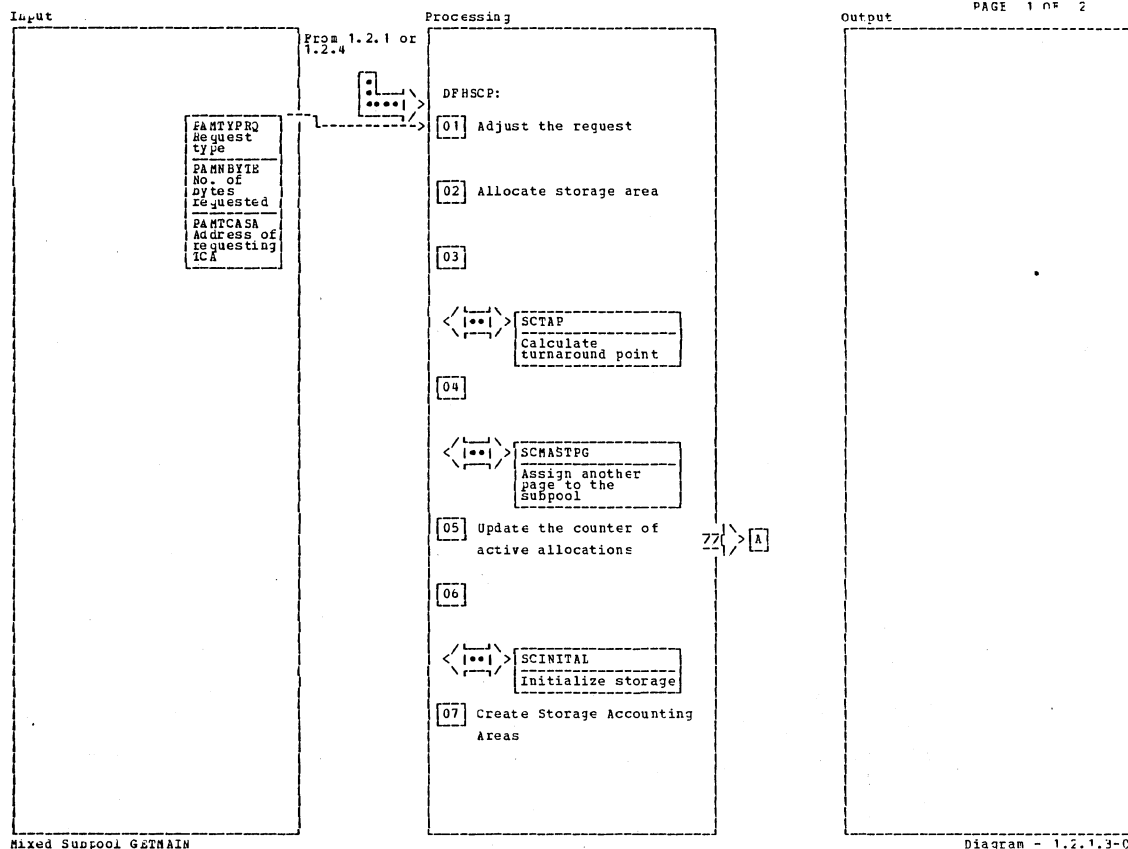 PAGE 1 OF 2
Input
Processing
Output
From 1.2.1 or
1.2.4
DFHSCP:
PAMTYPRQ
Request
type
PAMNBYTE
No. of
bytes
requested
PAMTCASA
Address of
requesting
TCA
01 Adjust the request
02 Allocate storage area
03
SCTAP
Calculate
turnaround point
04
SCMASTPG
Assign another
page to the
subpool
05 Update the counter of
active allocations
77 A
06
SCINITAL
Initialize storage
07 Create Storage Accounting
Areas
Mixed Subpool GETMAIN
Diagram - 1.2.1.3-0